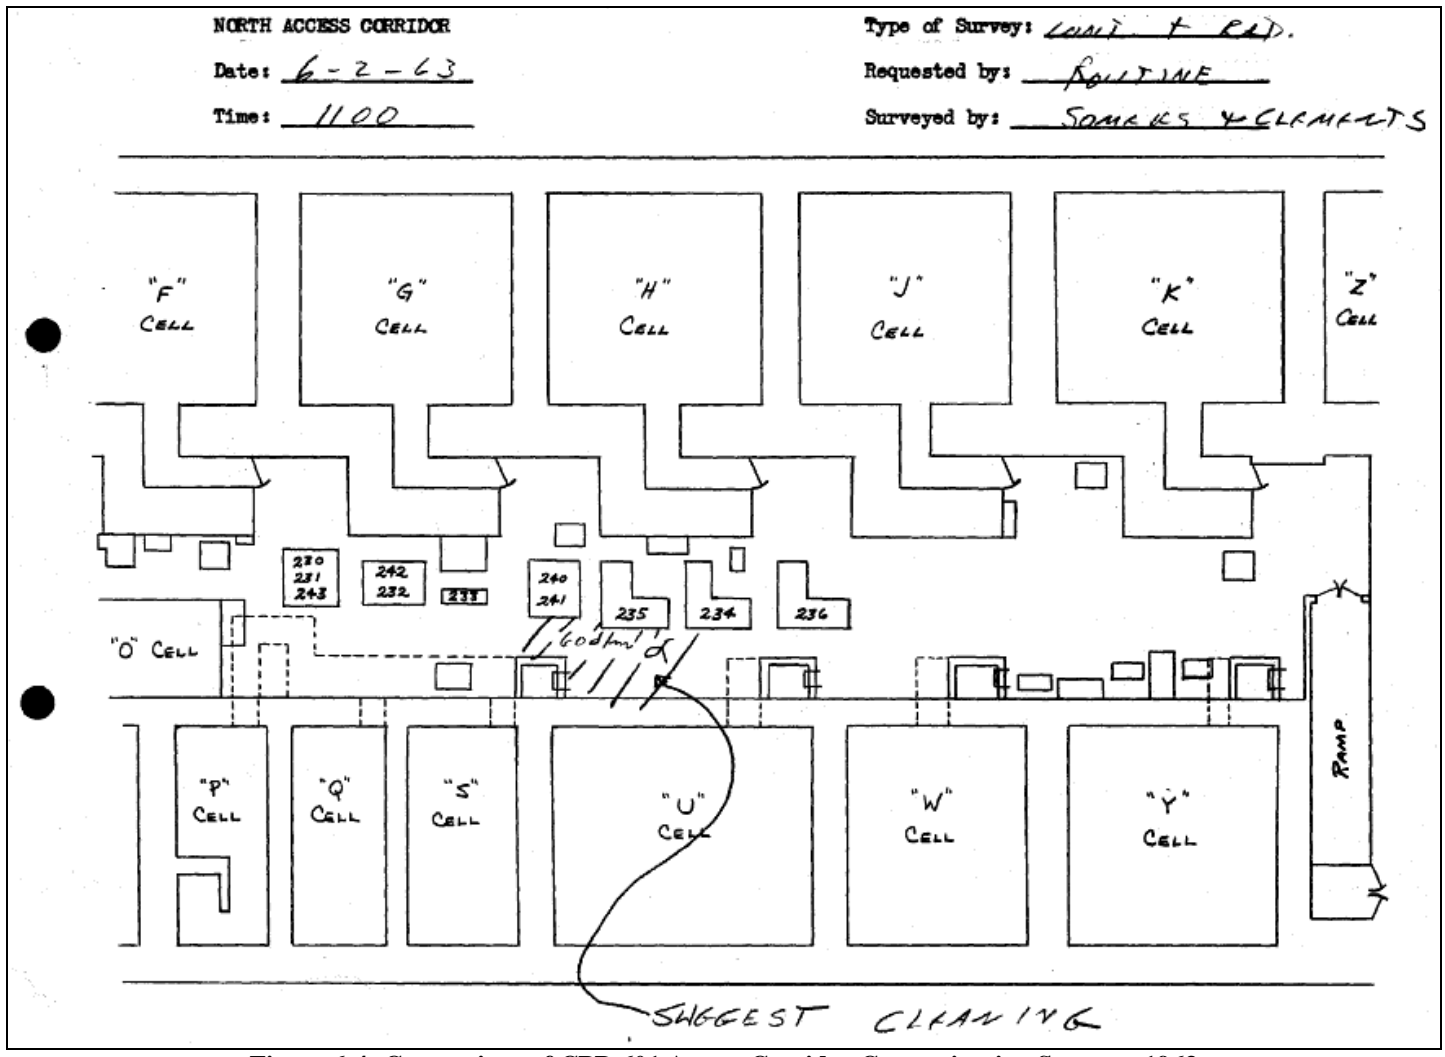 NORTH ACCESS CORRIDOR
Date: 6-2-63
Time: 1100
Type of Survey: CONT. + RAD.
Requested by: ROUTINE
Surveyed by: SOMERS & CLEMENTS
"F"
CELL
"G"
CELL
"H"
CELL
"J"
CELL
"K"
CELL
"Z"
CELL
230
231
243
242
232
233
240
241
235
234
236
α
"O" CELL
"P"
CELL
"Q"
CELL
"S"
CELL
"U"
CELL
"W"
CELL
"Y"
CELL
RAMP
SUGGEST CLEANING